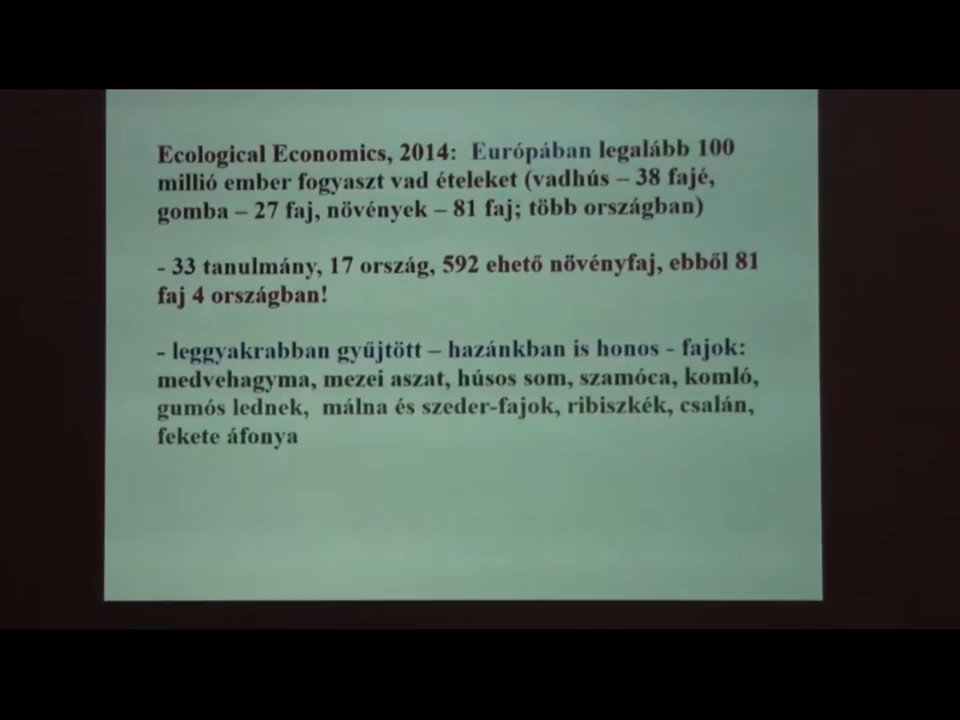 Ecological Economics, 2014: Európában legalább 100
millió ember fogyaszt vad ételeket (vadhús – 38 fajé,
gomba – 27 faj, növények – 81 faj; több országban)
- 33 tanulmány, 17 ország, 592 ehető növényfaj, ebből 81
faj 4 országban!
- leggyakrabban gyűjtött – hazánkban is honos - fajok:
medvehagyma, mezei aszat, húsos som, szamóca, komló,
gumós lednek, málna és szeder-fajok, ribiszkék, csalán,
fekete áfonya